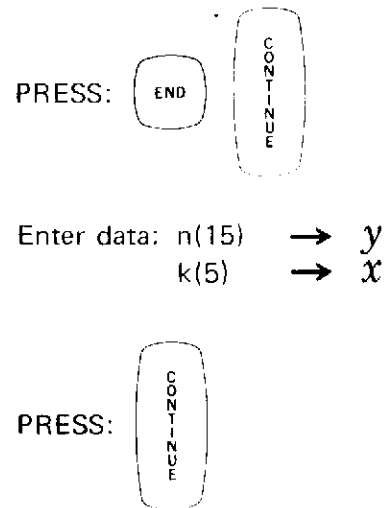 PRESS: END CONTINUE
Enter data: n(15) → y
k(5) → x
PRESS: CONTINUE